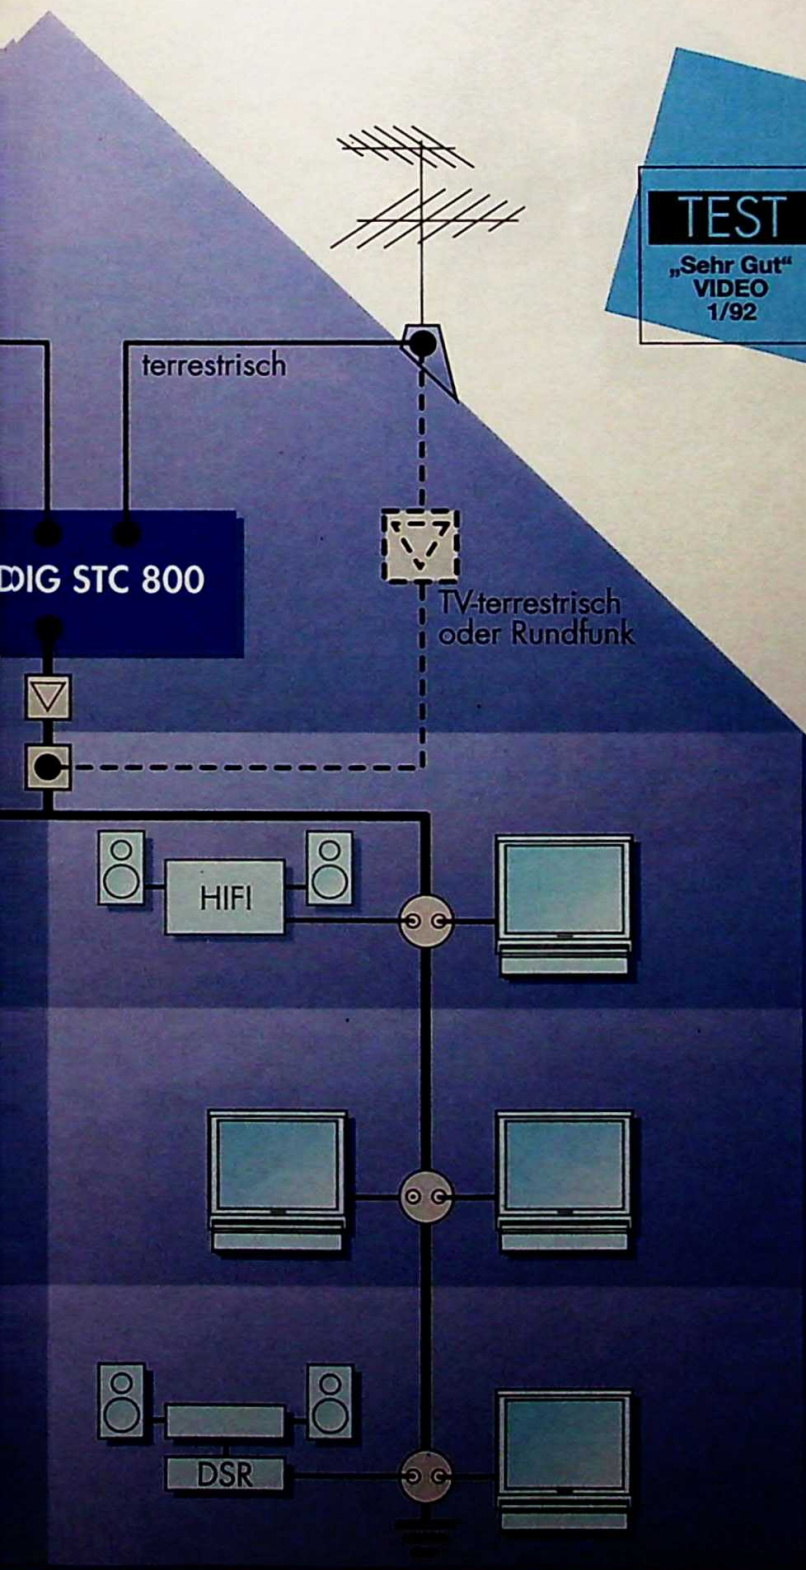 TEST
„Sehr Gut“
VIDEO
1/92
terrestrisch
DIG STC 800
TV-terrestrisch
oder Rundfunk
HIFI
DSR